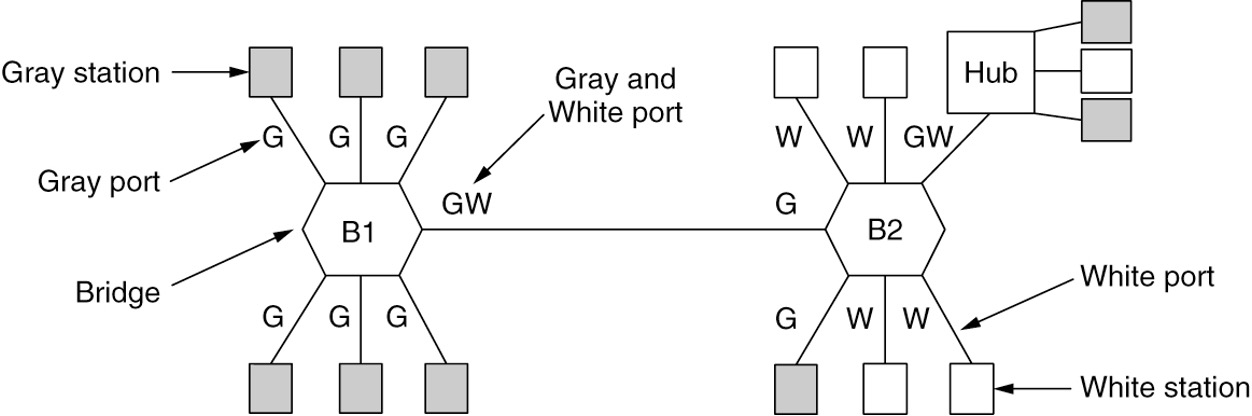 Gray station
Gray and
White port
Hub
G
G
G
W
W
GW
Gray port
GW
G
B1
B2
Bridge
White port
G
G
G
G
W
W
White station